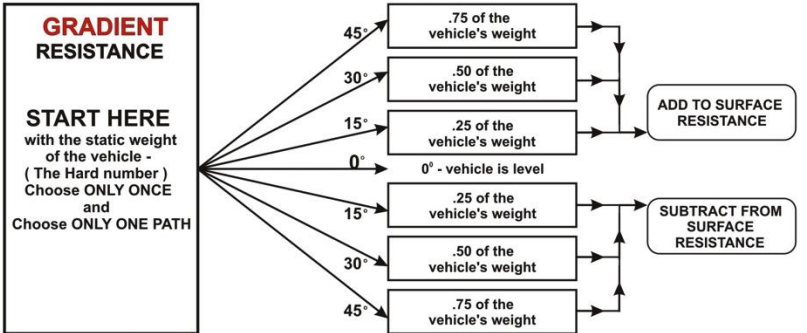 GRADIENT
RESISTANCE
START HERE
with the static weight
of the vehicle -
( The Hard number )
Choose ONLY ONCE
and
Choose ONLY ONE PATH
45°
.75 of the
vehicle's weight
30°
.50 of the
vehicle's weight
15°
.25 of the
vehicle's weight
0°
0° - vehicle is level
15°
.25 of the
vehicle's weight
30°
.50 of the
vehicle's weight
45°
.75 of the
vehicle's weight
ADD TO SURFACE
RESISTANCE
SUBTRACT FROM
SURFACE
RESISTANCE